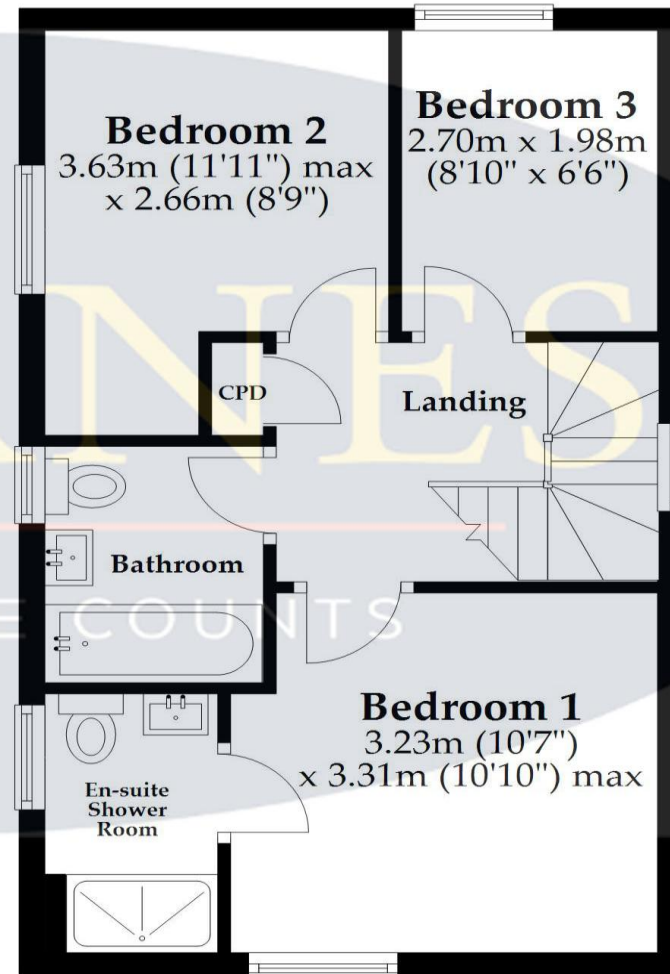 Bedroom 2
3.63m (11'11") max
x 2.66m (8'9")
Bedroom 3
2.70m x 1.98m
(8'10" x 6'6")
CPD
Landing
Bathroom
Bedroom 1
3.23m (10'7")
x 3.31m (10'10") max
En-suite
Shower
Room
COUNTS